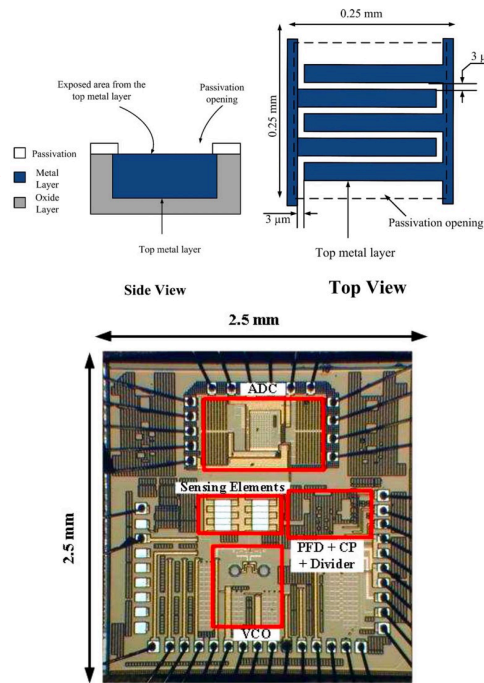 0.25 mm
Exposed area from the
top metal layer
Passivation
opening
3 μ
0.25 mm
Passivation
Metal
Layer
Oxide
Layer
Top metal layer
3 μm
Passivation opening
Top metal layer
Side View
Top View
2.5 mm
2.5 mm
ADC
Sensing Elements
PFD + CP
+ Divider
VCO